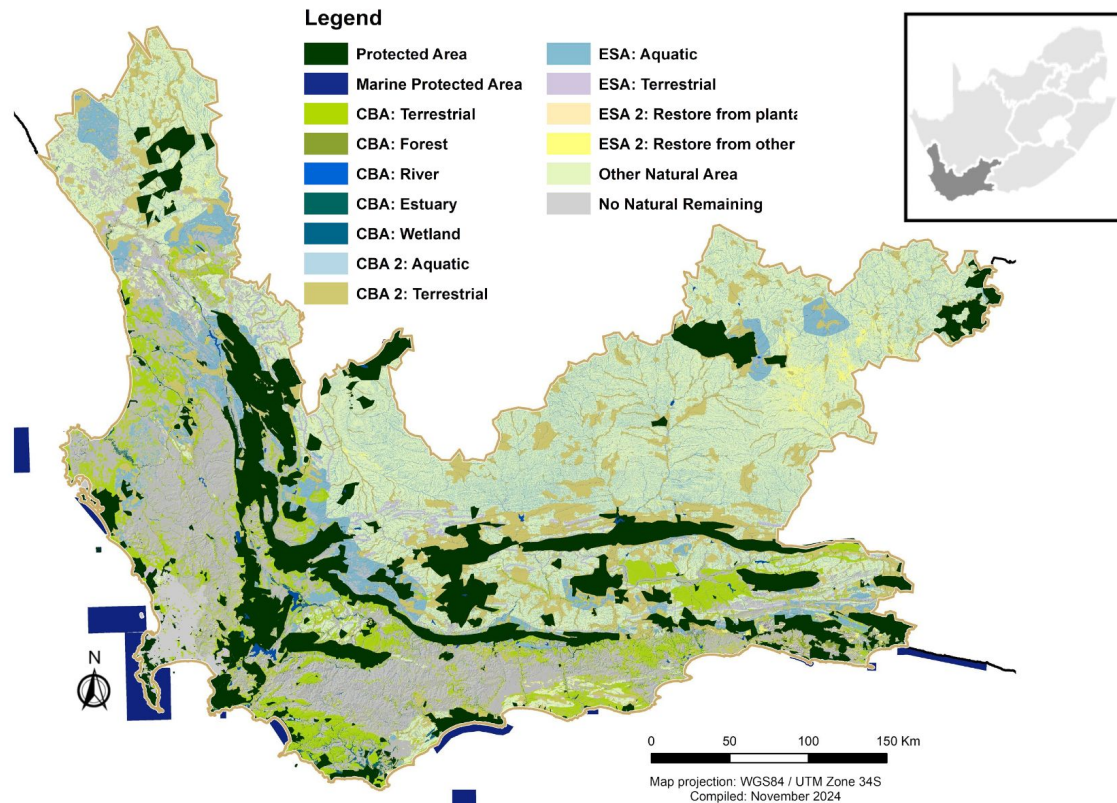 Legend
Protected Area
Marine Protected Area
CBA: Terrestrial
CBA: Forest
CBA: River
CBA: Estuary
CBA: Wetland
CBA 2: Aquatic
CBA 2: Terrestrial
ESA: Aquatic
ESA: Terrestrial
ESA 2: Restore from planta
ESA 2: Restore from other
Other Natural Area
No Natural Remaining
N
0 50 100 150 Km
Map projection: WGS84 / UTM Zone 34S
Compiled: November 2024